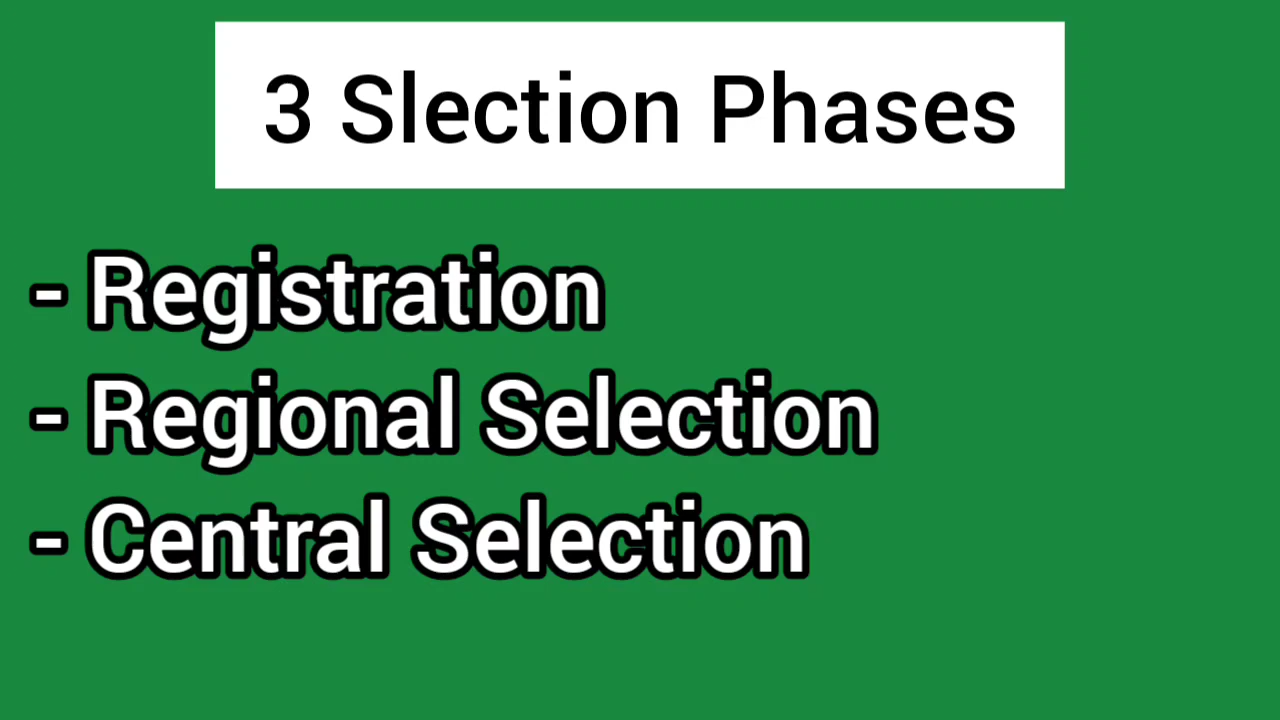 3 Slection Phases
- Registration
- Regional Selection
- Central Selection